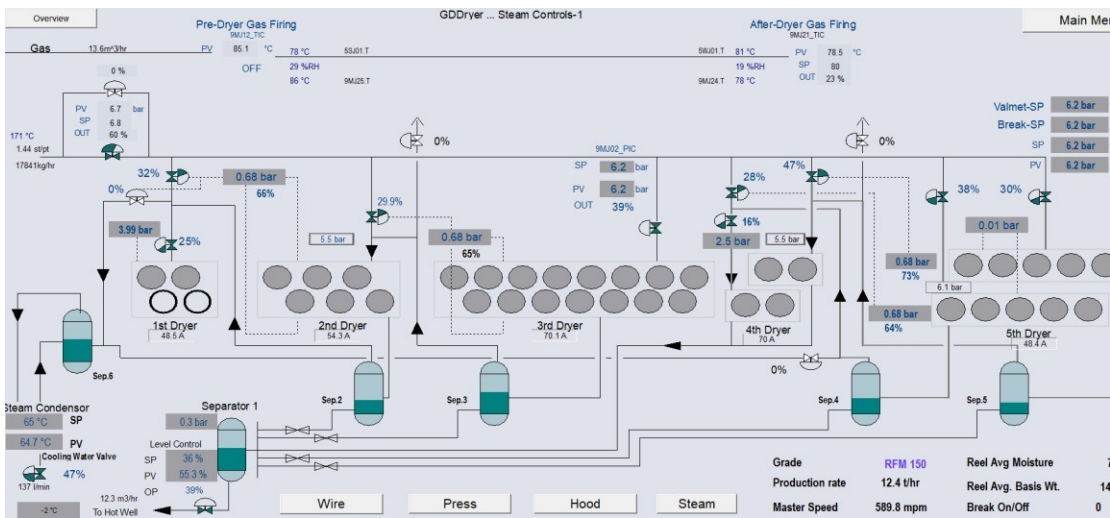 Overview
GDDryer ... Steam Controls-1
Main Mer
Pre-Dryer Gas Firing
9MJ12_TIC
After-Dryer Gas Firing
9MJ21_TIC
Gas
13.6m³/hr
PV
85.1
°C
OFF
78 °C
29 %RH
86 °C
5SJ01.T
9MJ25.T
5WJ01.T
9MJ24.T
81 °C
19 %RH
78 °C
PV
78.5
°C
SP
80
OUT
23 %
0 %
PV
6.7
bar
SP
6.8
OUT
60 %
171 °C
1.44 st/pt
17841kg/hr
0%
0%
Valmet-SP
6.2 bar
Break-SP
6.2 bar
SP
6.2 bar
PV
6.2 bar
9MJ02_PIC
SP
6.2
bar
PV
6.2
bar
OUT
39%
32%
0%
0.68 bar
66%
29.9%
28%
47%
38%
30%
16%
3.99 bar
25%
5.5 bar
0.68 bar
65%
2.5 bar
5.5 bar
0.01 bar
0.68 bar
73%
6.1 bar
0.68 bar
64%
1st Dryer
48.5 A
2nd Dryer
54.3 A
3rd Dryer
70.1 A
4th Dryer
70 A
5th Dryer
48.4 A
0%
Sep.6
Sep.2
Sep.3
Sep.4
Sep.5
Steam Condensor
65 °C
SP
64.7 °C
PV
Cooling Water Valve
47%
137 l/min
-2 °C
Separator 1
0.3 bar
Level Control
SP
36 %
PV
55.3 %
OP
39%
12.3 m3/hr
To Hot Well
Wire
Press
Hood
Steam
Grade
RFM 150
Production rate
12.4 t/hr
Master Speed
589.8 mpm
Reel Avg Moisture
7
Reel Avg. Basis Wt.
14
Break On/Off
0